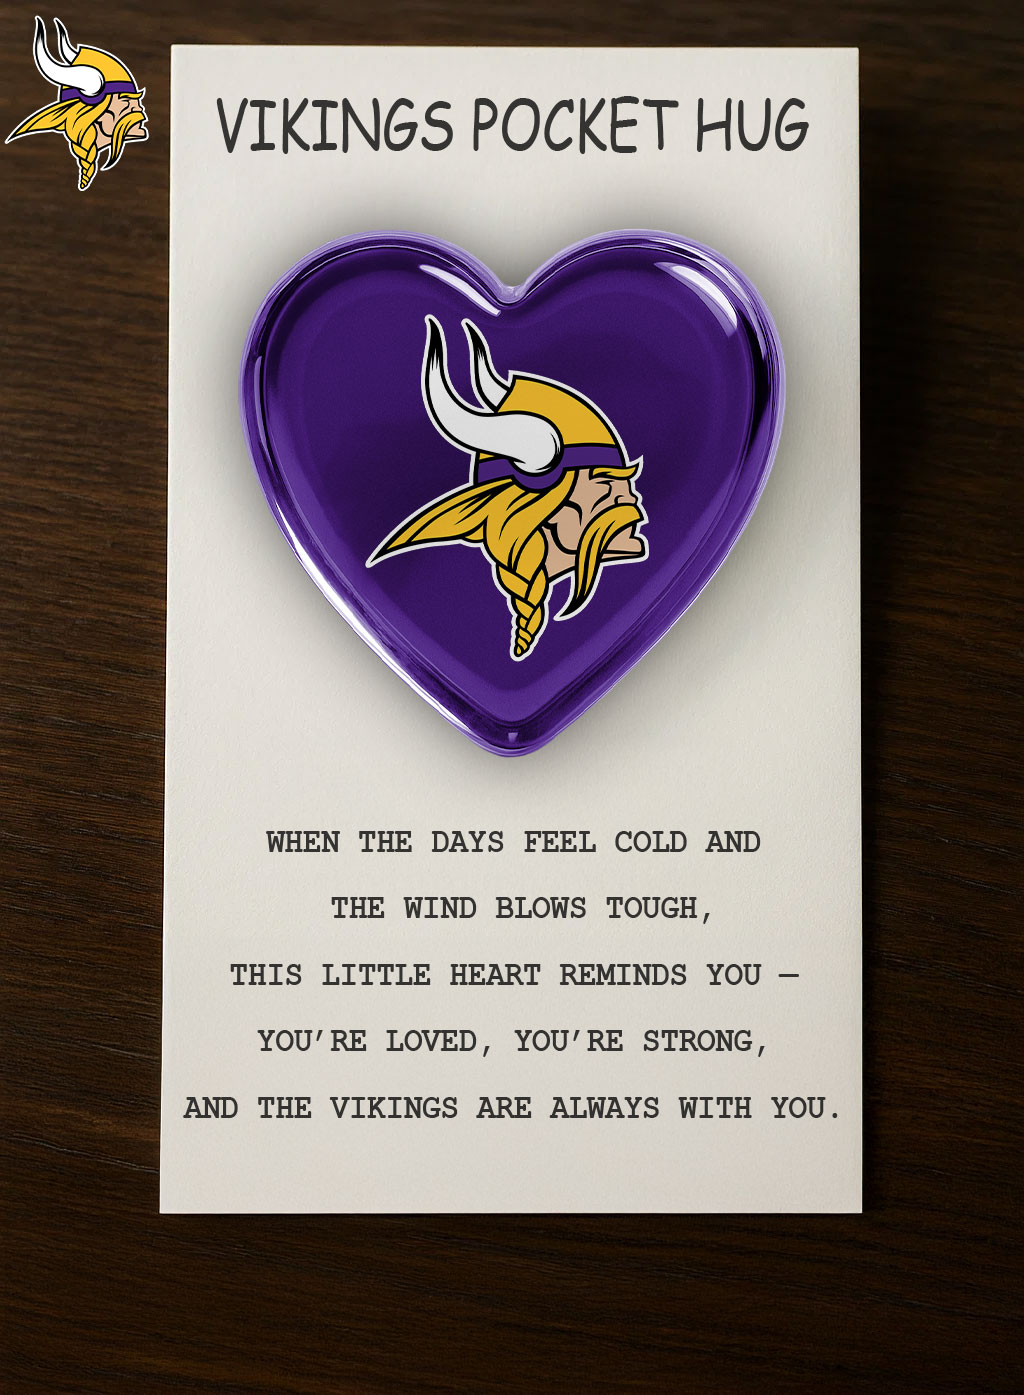 VIKINGS POCKET HUG
WHEN THE DAYS FEEL COLD AND
THE WIND BLOWS TOUGH,
THIS LITTLE HEART REMINDS YOU —
YOU’RE LOVED, YOU’RE STRONG,
AND THE VIKINGS ARE ALWAYS WITH YOU.